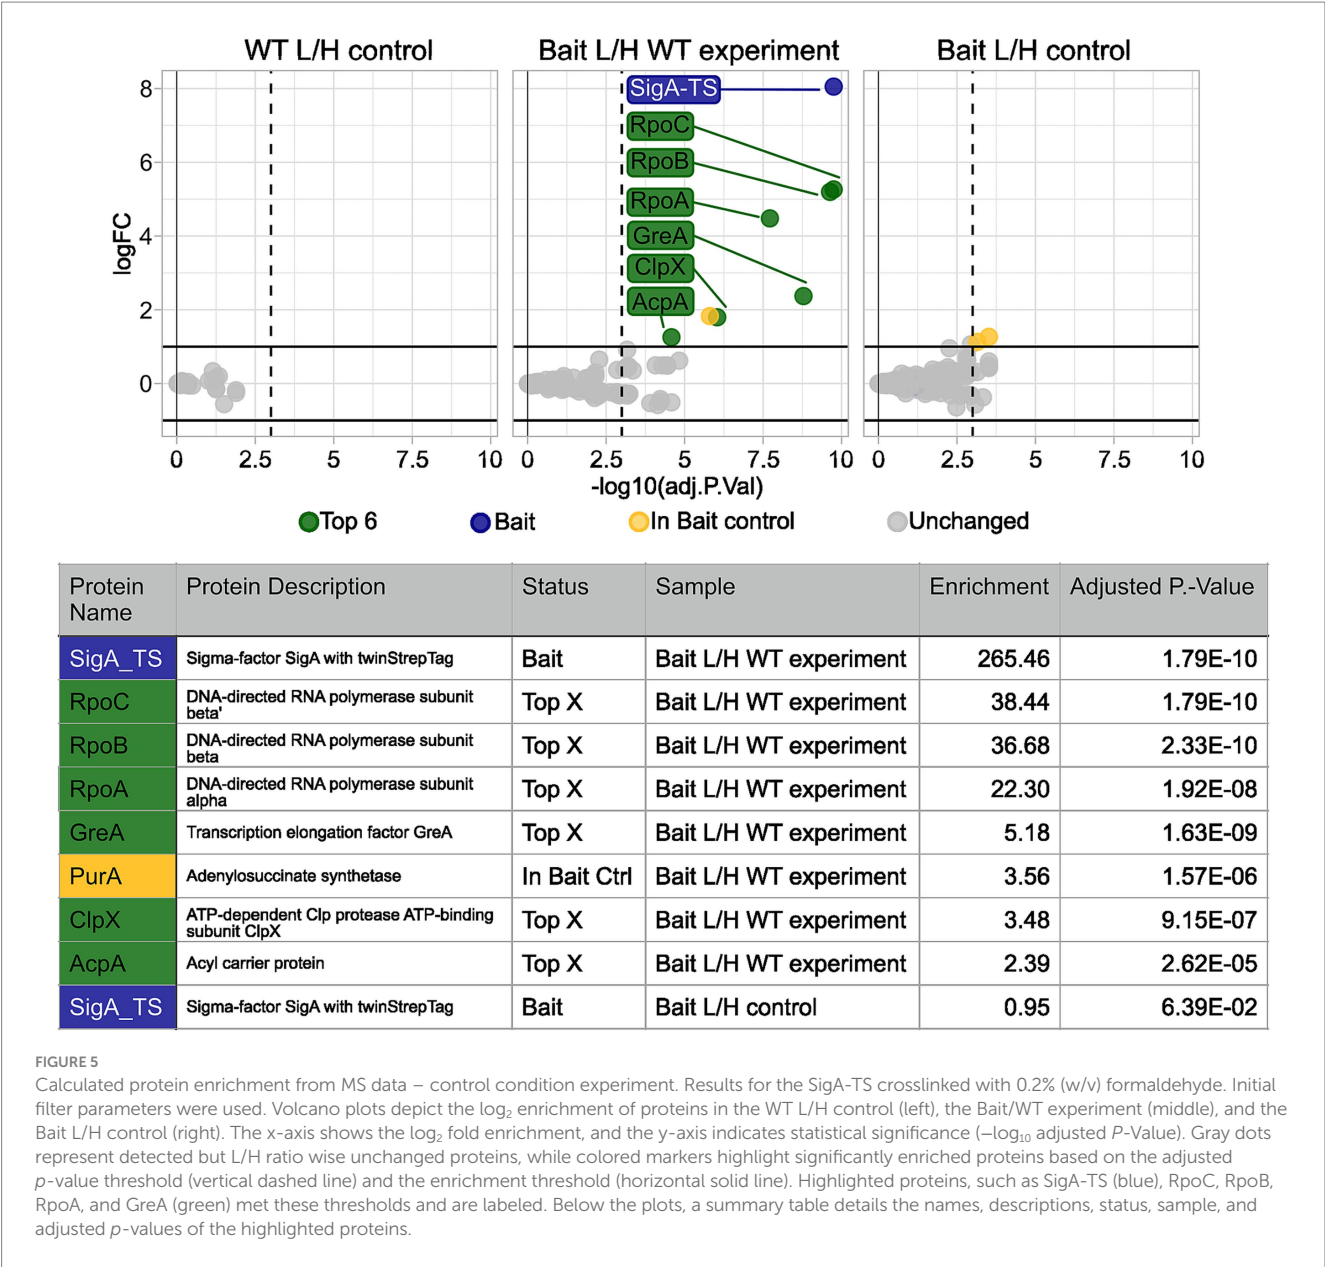 WT L/H control
Bait L/H WT experiment
Bait L/H control
logFC
8
6
4
2
0
SigA-TS
RpoC
RpoB
RpoA
GreA
ClpX
AcpA
0 2.5 5 7.5 10
0 2.5 5 7.5 10
0 2.5 5 7.5 10
-log10(adj.P.Val)
Top 6 Bait In Bait control Unchanged
Protein Name Protein Description Status Sample Enrichment Adjusted P.-Value
SigA_TS Sigma-factor SigA with twinStrepTag Bait Bait L/H WT experiment 265.46 1.79E-10
RpoC DNA-directed RNA polymerase subunit beta' Top X Bait L/H WT experiment 38.44 1.79E-10
RpoB DNA-directed RNA polymerase subunit beta Top X Bait L/H WT experiment 36.68 2.33E-10
RpoA DNA-directed RNA polymerase subunit alpha Top X Bait L/H WT experiment 22.30 1.92E-08
GreA Transcription elongation factor GreA Top X Bait L/H WT experiment 5.18 1.63E-09
PurA Adenylosuccinate synthetase In Bait Ctrl Bait L/H WT experiment 3.56 1.57E-06
ClpX ATP-dependent Clp protease ATP-binding subunit ClpX Top X Bait L/H WT experiment 3.48 9.15E-07
AcpA Acyl carrier protein Top X Bait L/H WT experiment 2.39 2.62E-05
SigA_TS Sigma-factor SigA with twinStrepTag Bait Bait L/H control 0.95 6.39E-02
FIGURE 5
Calculated protein enrichment from MS data – control condition experiment. Results for the SigA-TS crosslinked with 0.2% (w/v) formaldehyde. Initial
filter parameters were used. Volcano plots depict the log₂ enrichment of proteins in the WT L/H control (left), the Bait/WT experiment (middle), and the
Bait L/H control (right). The x-axis shows the log₂ fold enrichment, and the y-axis indicates statistical significance (−log₁₀ adjusted P-Value). Gray dots
represent detected but L/H ratio wise unchanged proteins, while colored markers highlight significantly enriched proteins based on the adjusted
p-value threshold (vertical dashed line) and the enrichment threshold (horizontal solid line). Highlighted proteins, such as SigA-TS (blue), RpoC, RpoB,
RpoA, and GreA (green) met these thresholds and are labeled. Below the plots, a summary table details the names, descriptions, status, sample, and
adjusted p-values of the highlighted proteins.